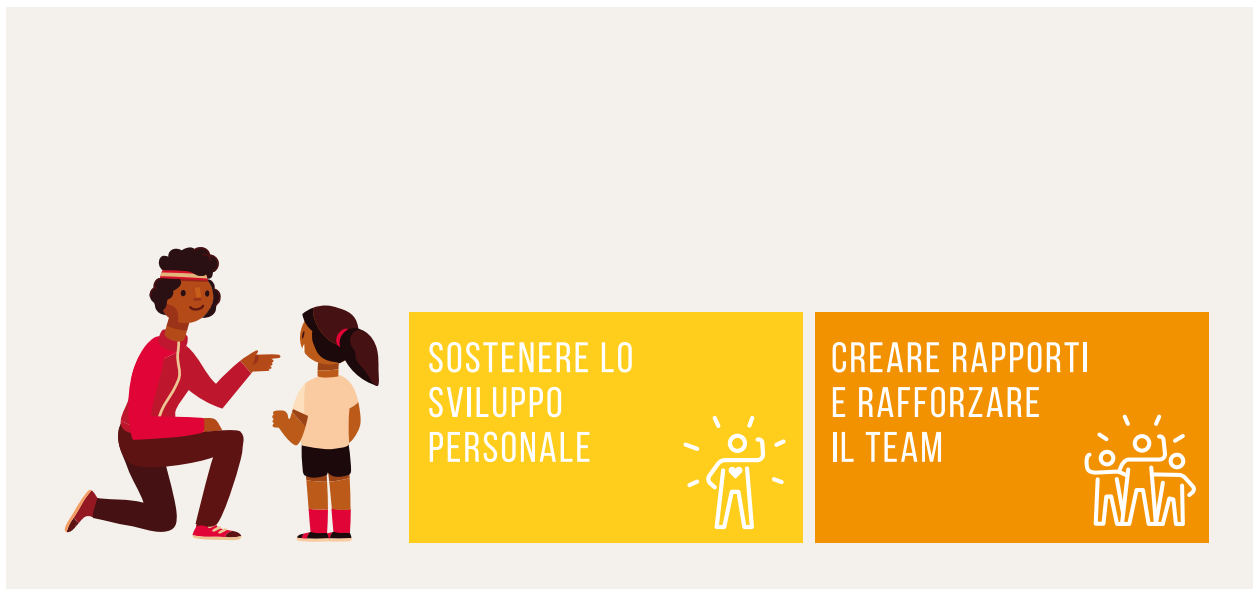 SOSTENERE LO
SVILUPPO
PERSONALE
CREARE RAPPORTI
E RAFFORZARE
IL TEAM